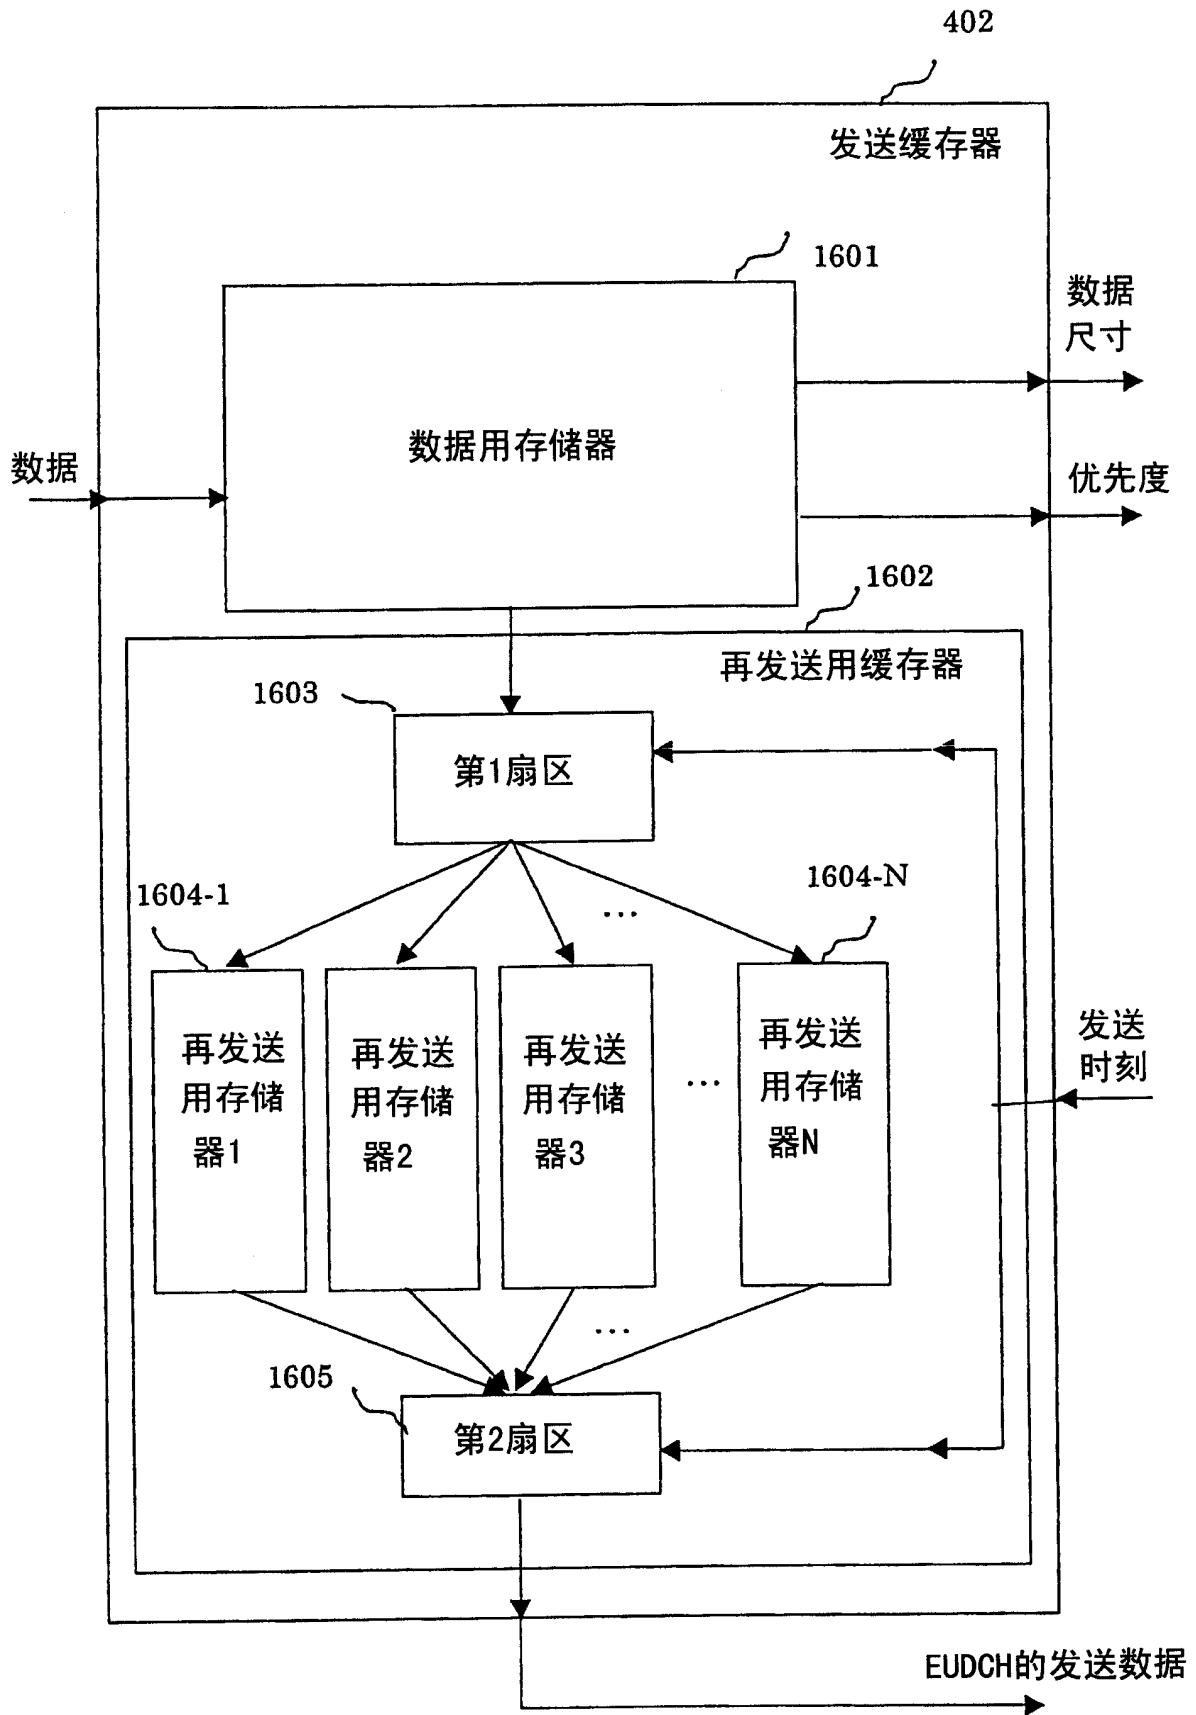 402
发送缓存器
1601
数据
尺寸
数据用存储器
数据
优先度
1602
再发送用缓存器
1603
第1扇区
1604-1
1604-N
...
再发送
用存储
器1
再发送
用存储
器2
再发送
用存储
器3
...
再发送
用存储
器N
发送
时刻
...
1605
第2扇区
EUDCH的发送数据